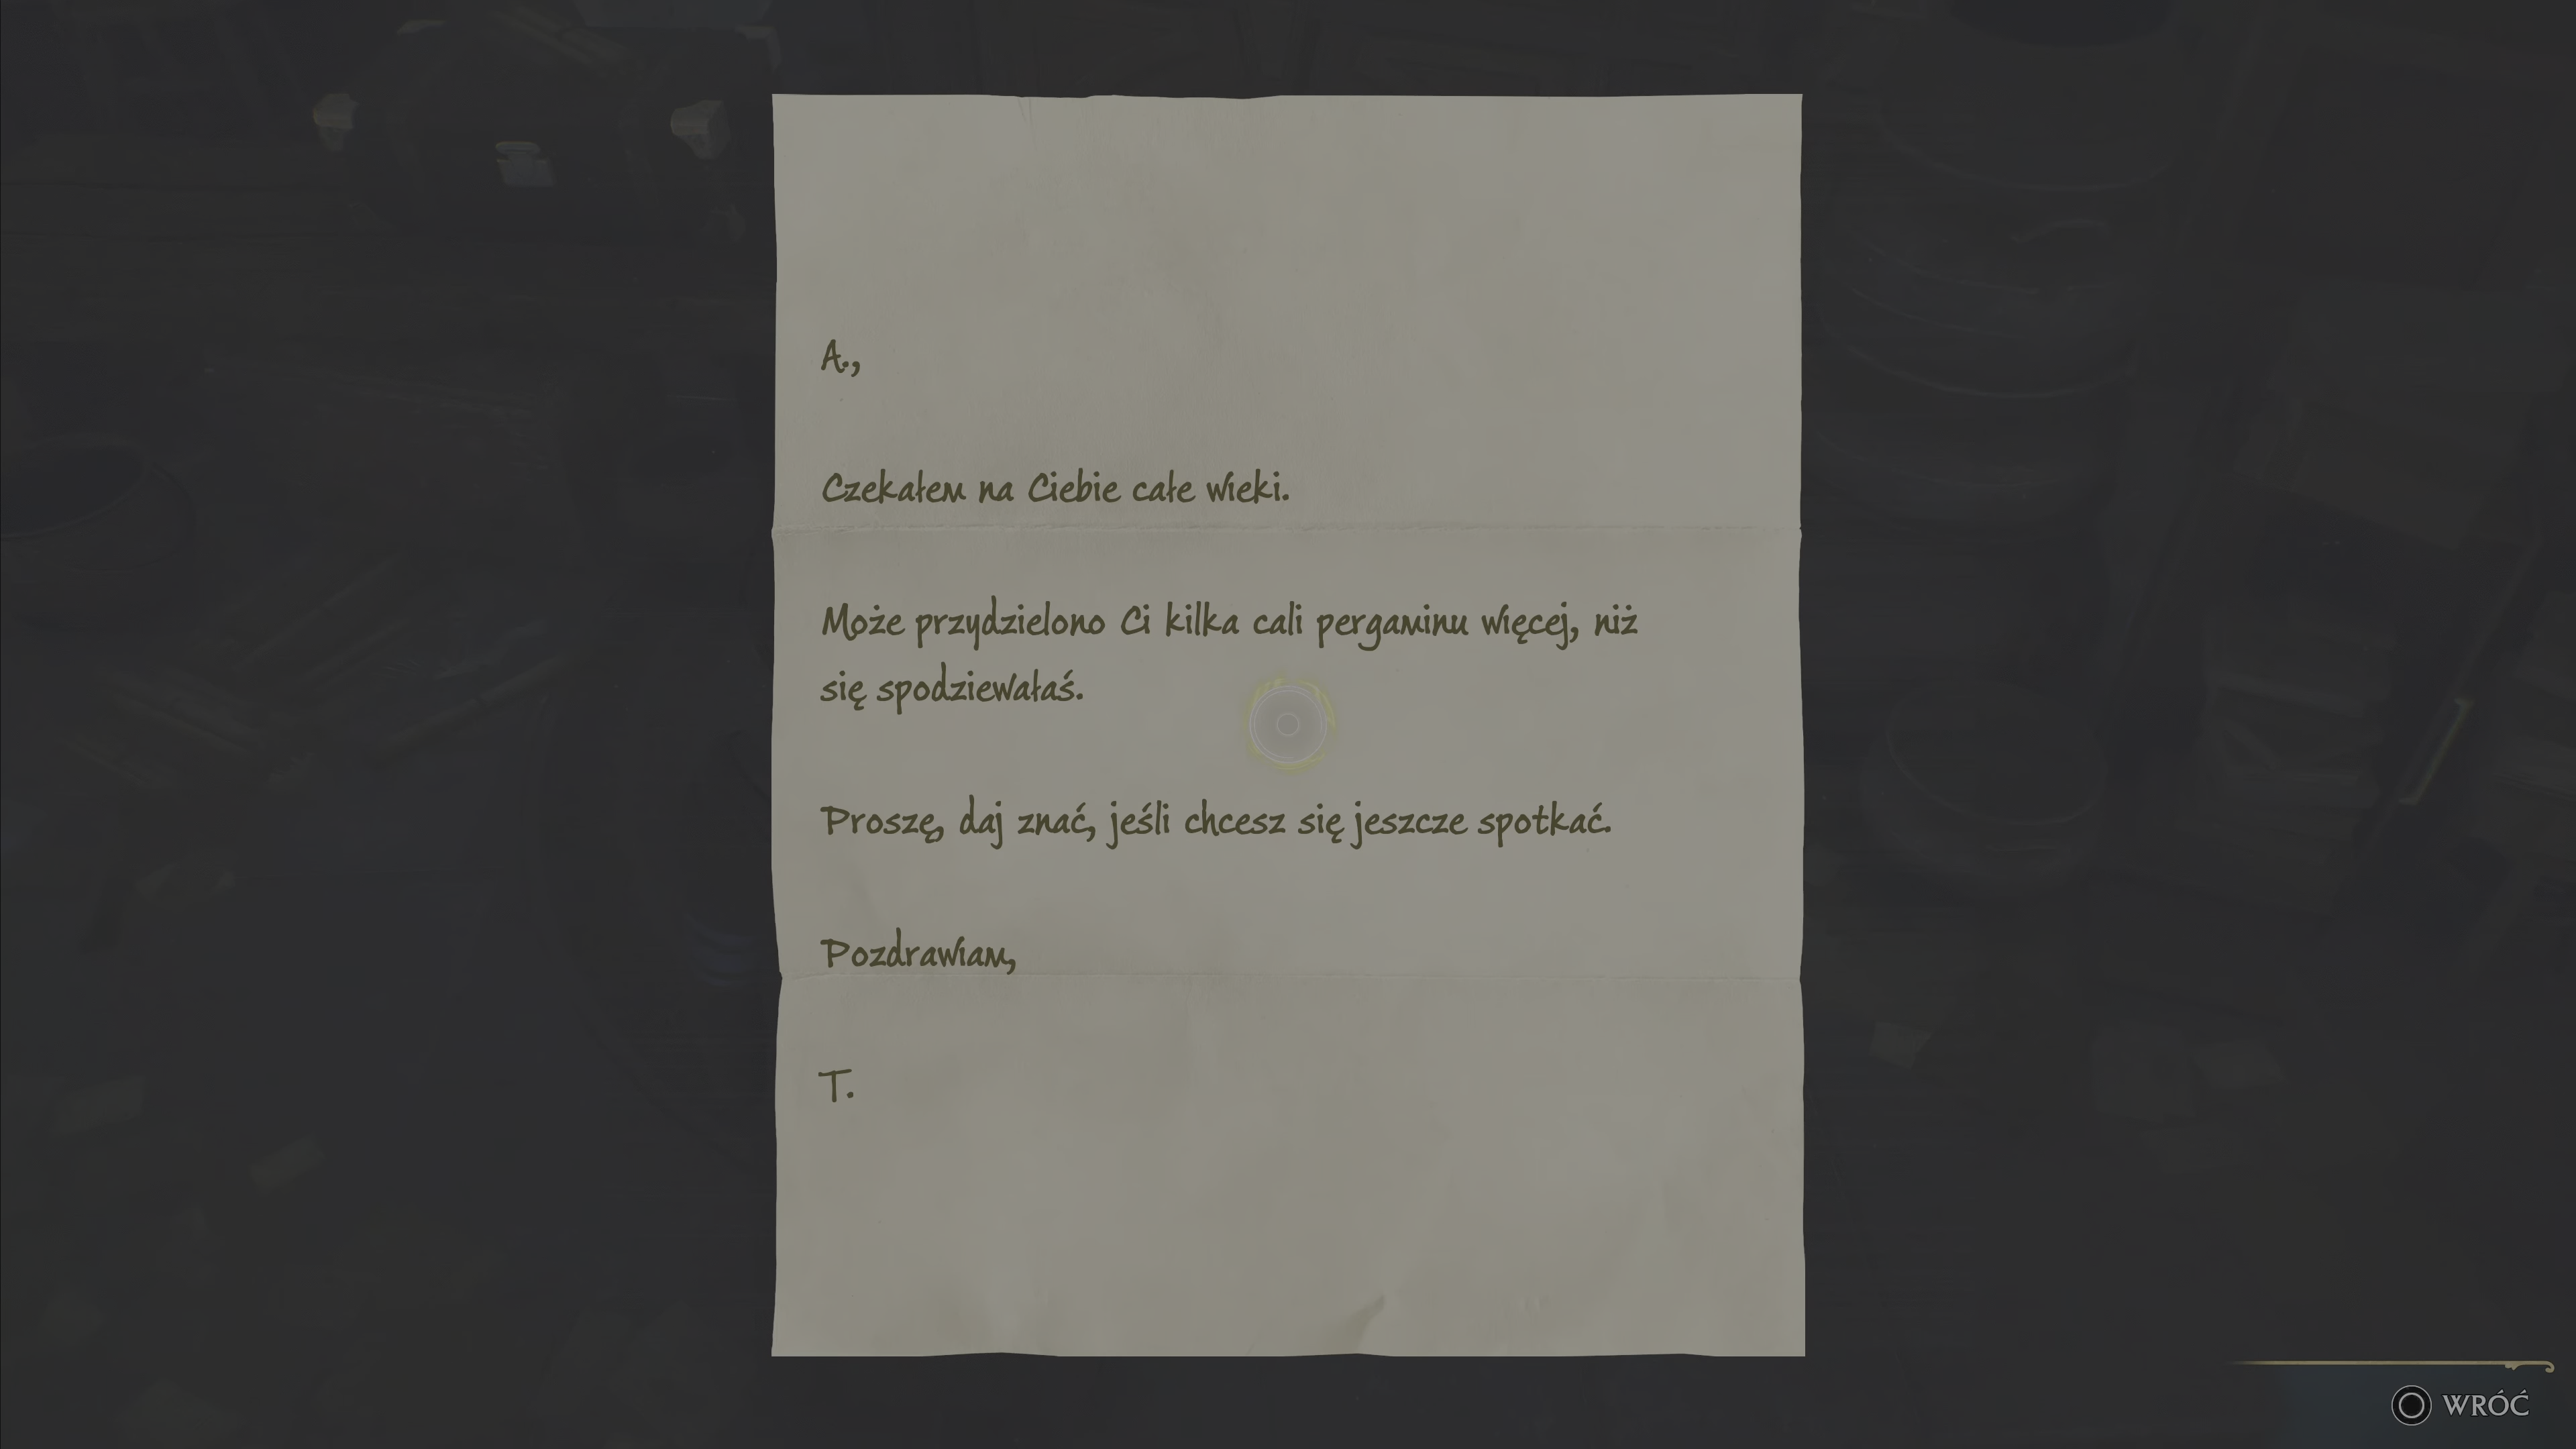 A.,
Czekałem na Ciebie całe wieki.
Może przydzielono Ci kilka cali pergaminu więcej, niż
się spodziewałaś.
Proszę, daj znać, jeśli chcesz się jeszcze spotkać.
Pozdrawiam,
T.
WRÓĆ